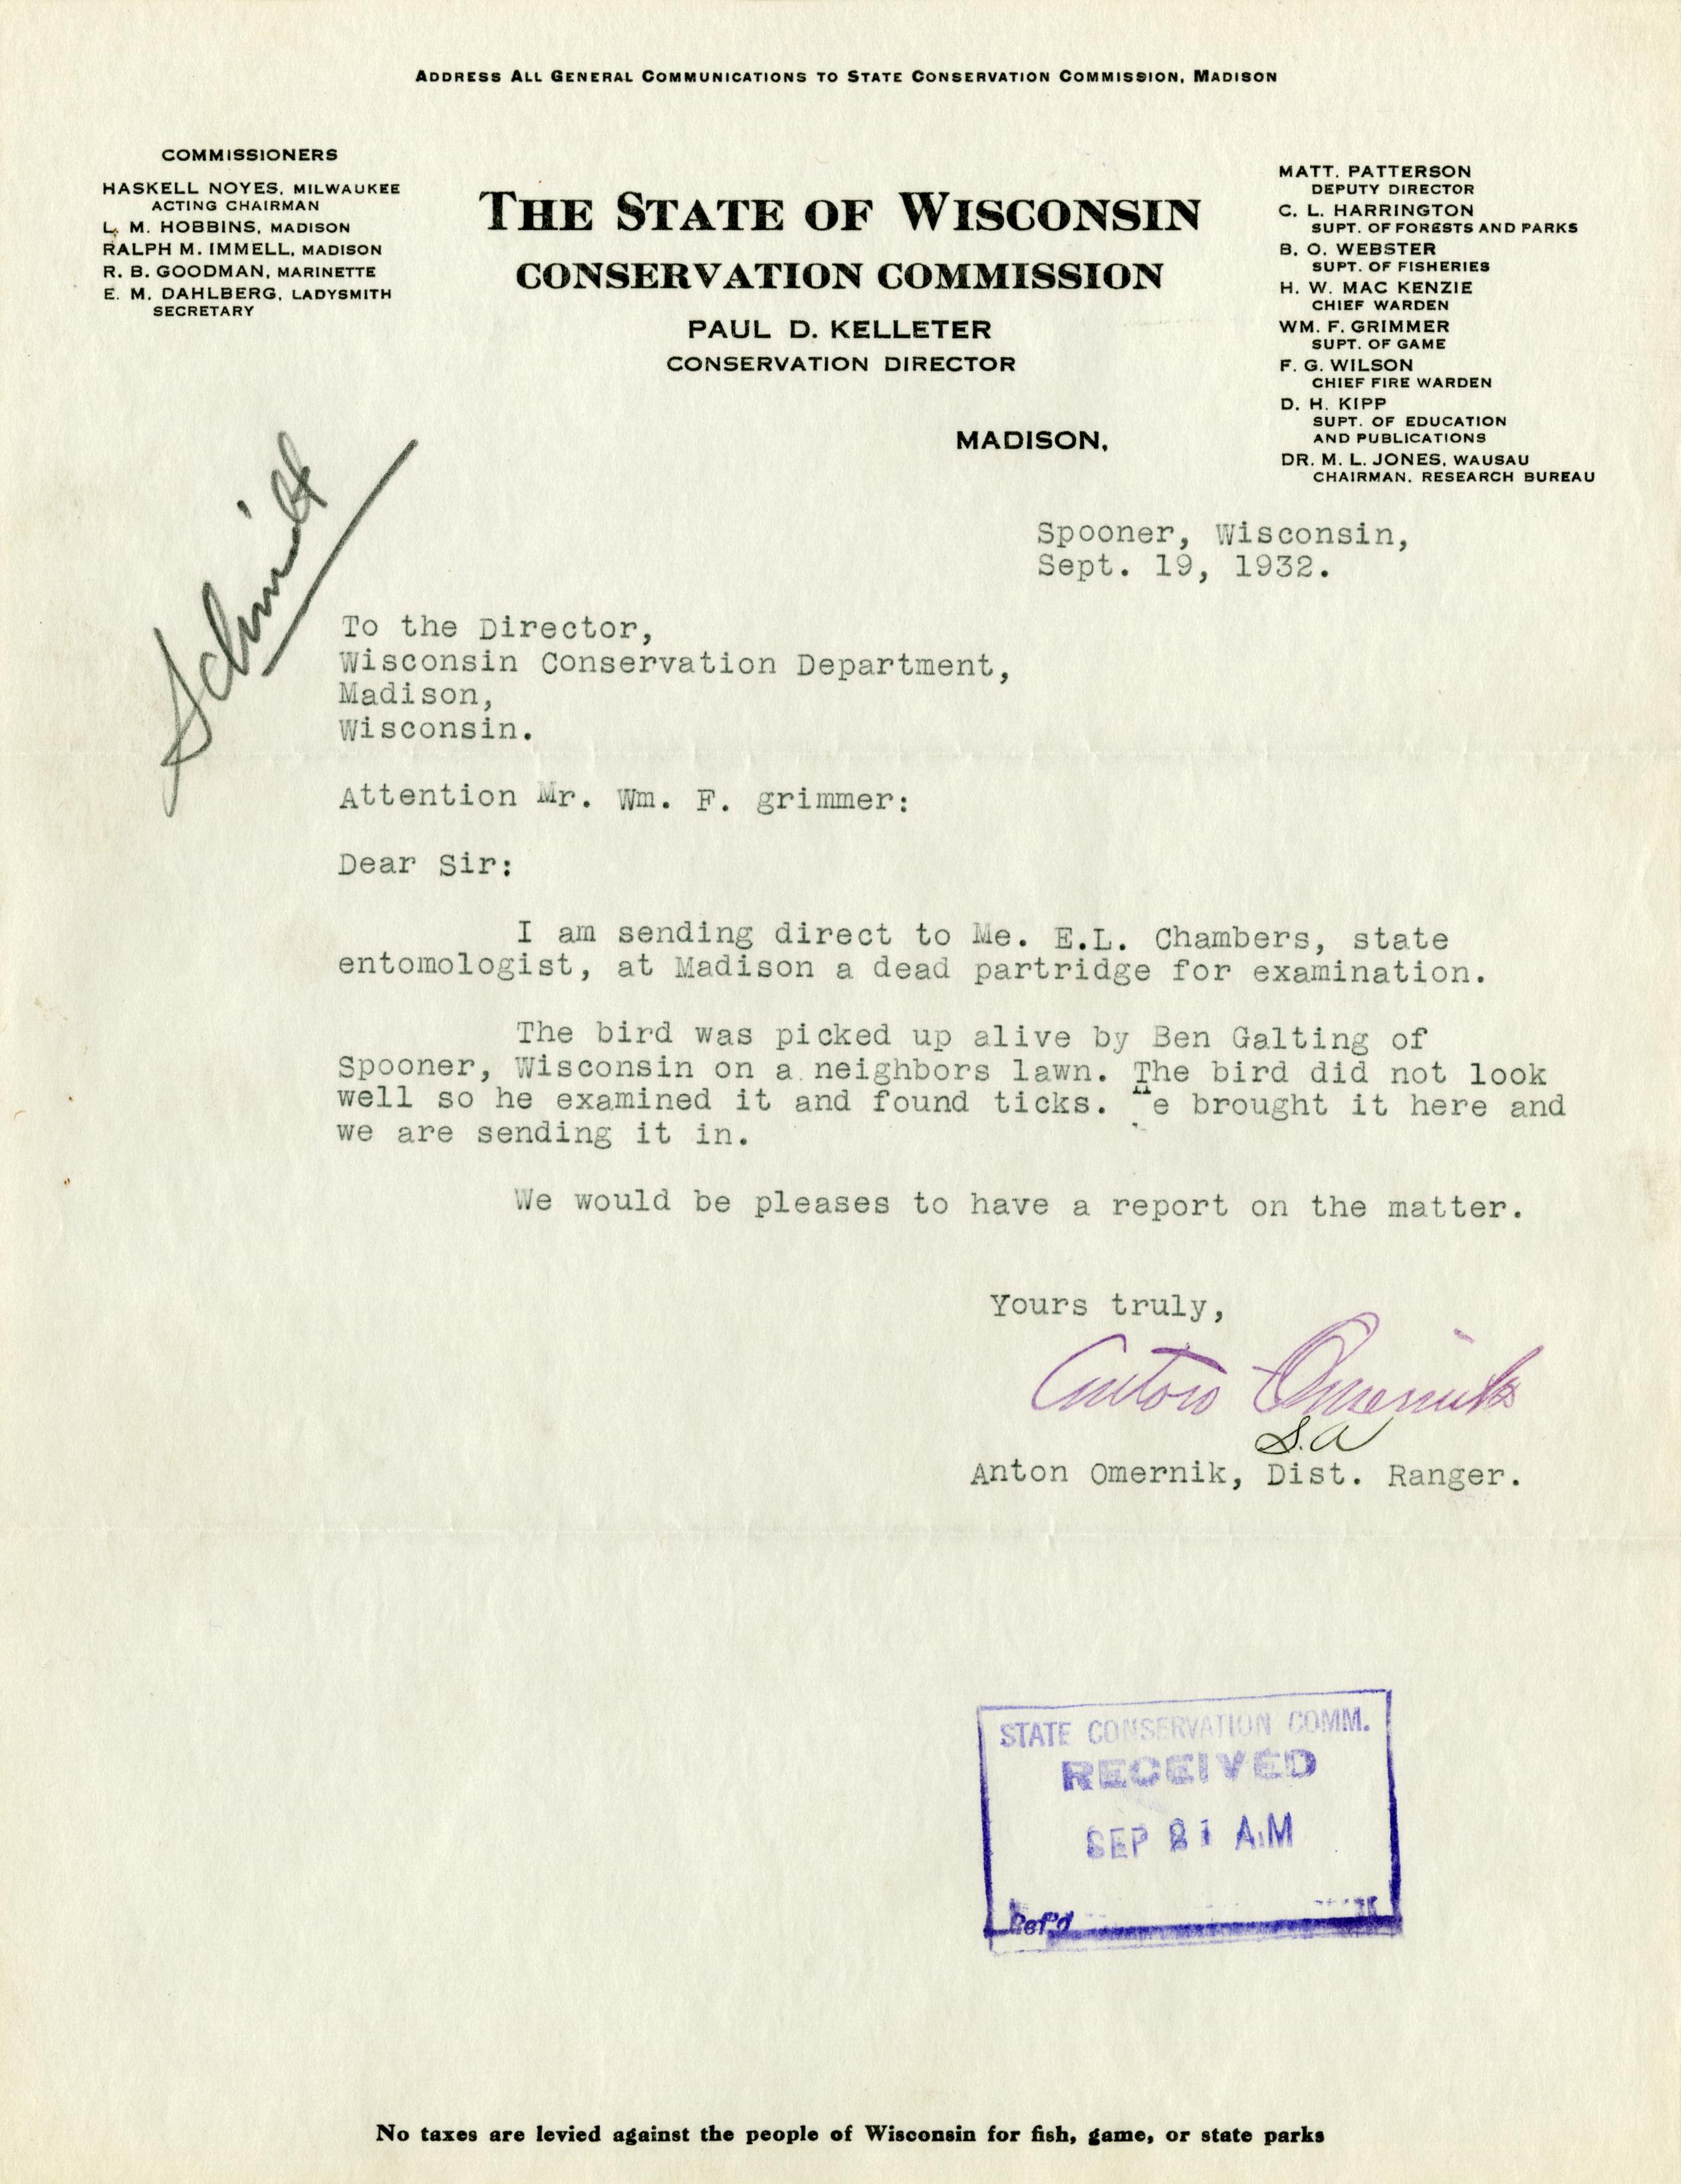 ADDRESS ALL GENERAL COMMUNICATIONS TO STATE CONSERVATION COMMISSION, MADISON
COMMISSIONERS
HASKELL NOYES, MILWAUKEE
ACTING CHAIRMAN
L. M. HOBBINS, MADISON
RALPH M. IMMELL, MADISON
R. B. GOODMAN, MARINETTE
E. M. DAHLBERG, LADYSMITH
SECRETARY
THE STATE OF WISCONSIN
CONSERVATION COMMISSION
PAUL D. KELLETER
CONSERVATION DIRECTOR
MADISON,
MATT. PATTERSON
DEPUTY DIRECTOR
C. L. HARRINGTON
SUPT. OF FORESTS AND PARKS
B. O. WEBSTER
SUPT. OF FISHERIES
H. W. MAC KENZIE
CHIEF WARDEN
WM. F. GRIMMER
SUPT. OF GAME
F. G. WILSON
CHIEF FIRE WARDEN
D. H. KIPP
SUPT. OF EDUCATION
AND PUBLICATIONS
DR. M. L. JONES, WAUSAU
CHAIRMAN, RESEARCH BUREAU
Schmidt
Spooner, Wisconsin,
Sept. 19, 1932.
To the Director,
Wisconsin Conservation Department,
Madison,
Wisconsin.
Attention Mr. Wm. F. grimmer:
Dear Sir:
I am sending direct to Me. E.L. Chambers, state
entomologist, at Madison a dead partridge for examination.
The bird was picked up alive by Ben Galting of
Spooner, Wisconsin on a neighbors lawn. The bird did not look
well so he examined it and found ticks. He brought it here and
we are sending it in.
We would be pleases to have a report on the matter.
Yours truly,
Anton Omernik
S.A
Anton Omernik, Dist. Ranger.
STATE CONSERVATION COMM.
RECEIVED
SEP 21 A.M
Ref'd
No taxes are levied against the people of Wisconsin for fish, game, or state parks